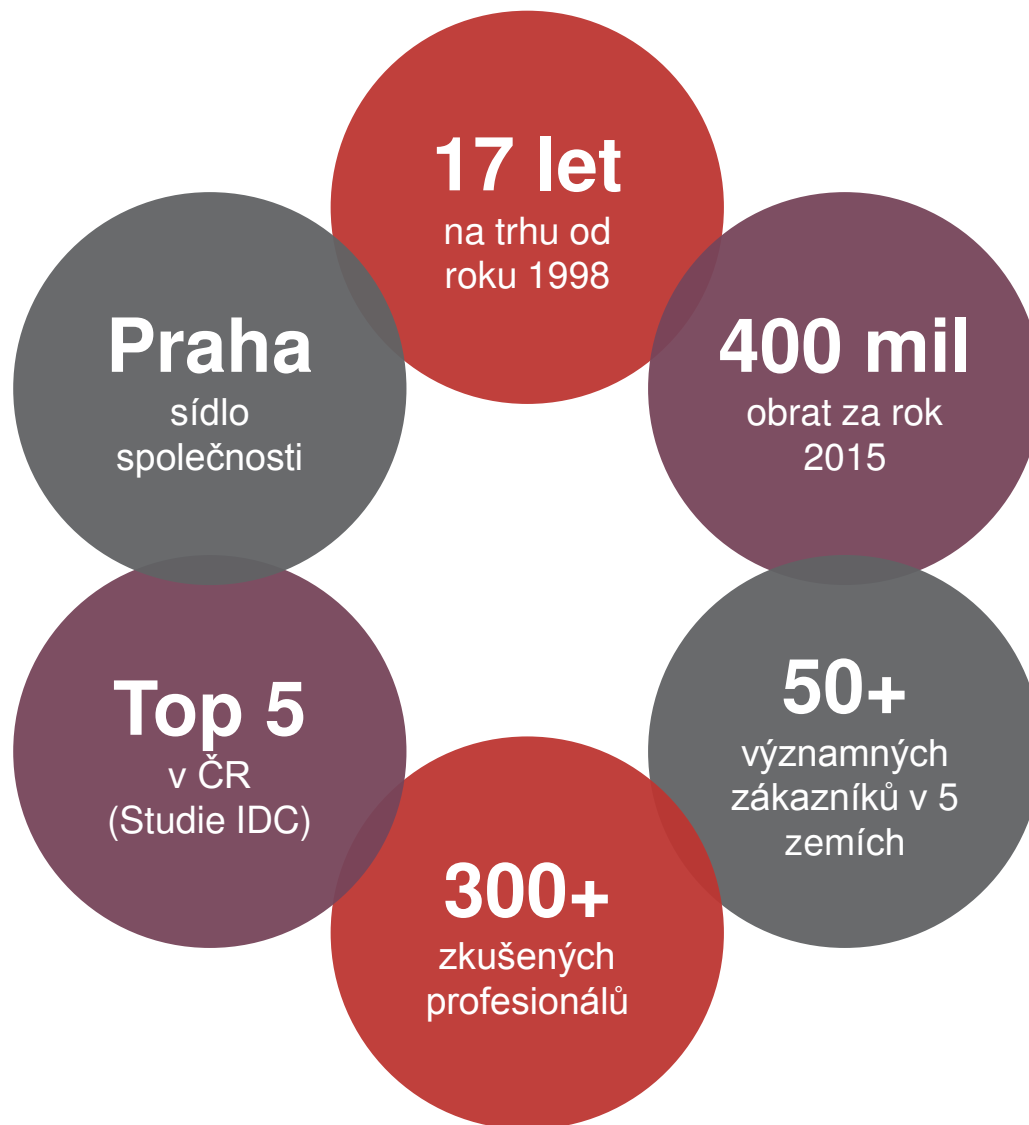 17 let
na trhu od
roku 1998
400 mil
obrat za rok
2015
50+
významných
zákazníků v 5
zemích
300+
zkušených
profesionálů
Top 5
v ČR
(Studie IDC)
Praha
sídlo
společnosti